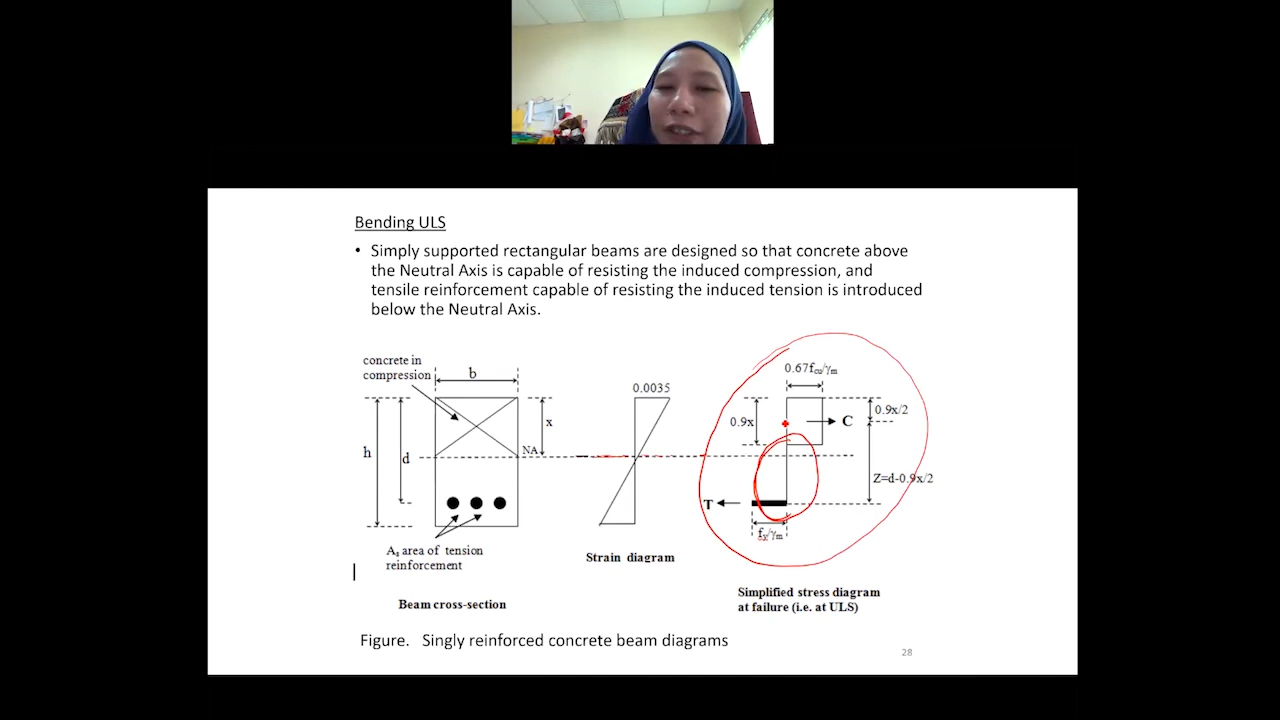 Bending ULS
• Simply supported rectangular beams are designed so that concrete above
the Neutral Axis is capable of resisting the induced compression, and
tensile reinforcement capable of resisting the induced tension is introduced
below the Neutral Axis.
concrete in
compression
b
x
h
d
NA
A_s area of tension
reinforcement
Beam cross-section
0.0035
Strain diagram
0.67f_cu/γ_m
0.9x
C
0.9x/2
Z=d-0.9x/2
T
f_y/γ_m
Simplified stress diagram
at failure (i.e. at ULS)
Figure. Singly reinforced concrete beam diagrams
28